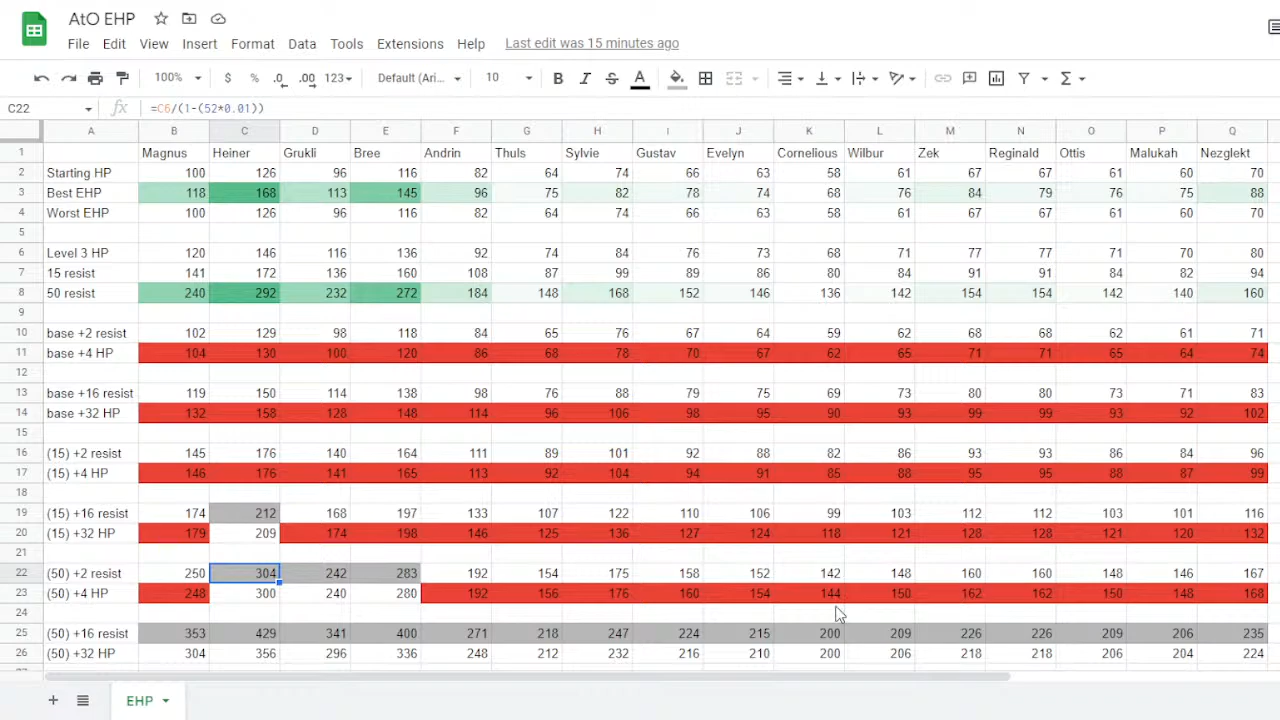 AtO EHP
File Edit View Insert Format Data Tools Extensions Help Last edit was 15 minutes ago
100% $ % .0 .00 123 Default (Ari... 10 B I S A Σ
C22 fx =C6/(1-(52*0.01))
A B C D E F G H I J K L M N O P Q
1 Magnus Heiner Grukli Bree Andrin Thuls Sylvie Gustav Evelyn Cornelious Wilbur Zek Reginald Ottis Malukah Nezglekt
2 Starting HP 100 126 96 116 82 64 74 66 63 58 61 67 67 61 60 70
3 Best EHP 118 168 113 145 96 75 82 78 74 68 76 84 79 76 75 88
4 Worst EHP 100 126 96 116 82 64 74 66 63 58 61 67 67 61 60 70
5
6 Level 3 HP 120 146 116 136 92 74 84 76 73 68 71 77 77 71 70 80
7 15 resist 141 172 136 160 108 87 99 89 86 80 84 91 91 84 82 94
8 50 resist 240 292 232 272 184 148 168 152 146 136 142 154 154 142 140 160
9
10 base +2 resist 102 129 98 118 84 65 76 67 64 59 62 68 68 62 61 71
11 base +4 HP 104 130 100 120 86 68 78 70 67 62 65 71 71 65 64 74
12
13 base +16 resist 119 150 114 138 98 76 88 79 75 69 73 80 80 73 71 83
14 base +32 HP 132 158 128 148 114 96 106 98 95 90 93 99 99 93 92 102
15
16 (15) +2 resist 145 176 140 164 111 89 101 92 88 82 86 93 93 86 84 96
17 (15) +4 HP 146 176 141 165 113 92 104 94 91 85 88 95 95 88 87 99
18
19 (15) +16 resist 174 212 168 197 133 107 122 110 106 99 103 112 112 103 101 116
20 (15) +32 HP 179 209 174 198 146 125 136 127 124 118 121 128 128 121 120 132
21
22 (50) +2 resist 250 304 242 283 192 154 175 158 152 142 148 160 160 148 146 167
23 (50) +4 HP 248 300 240 280 192 156 176 160 154 144 150 162 162 150 148 168
24
25 (50) +16 resist 353 429 341 400 271 218 247 224 215 200 209 226 226 209 206 235
26 (50) +32 HP 304 356 296 336 248 212 232 216 210 200 206 218 218 206 204 224
EHP